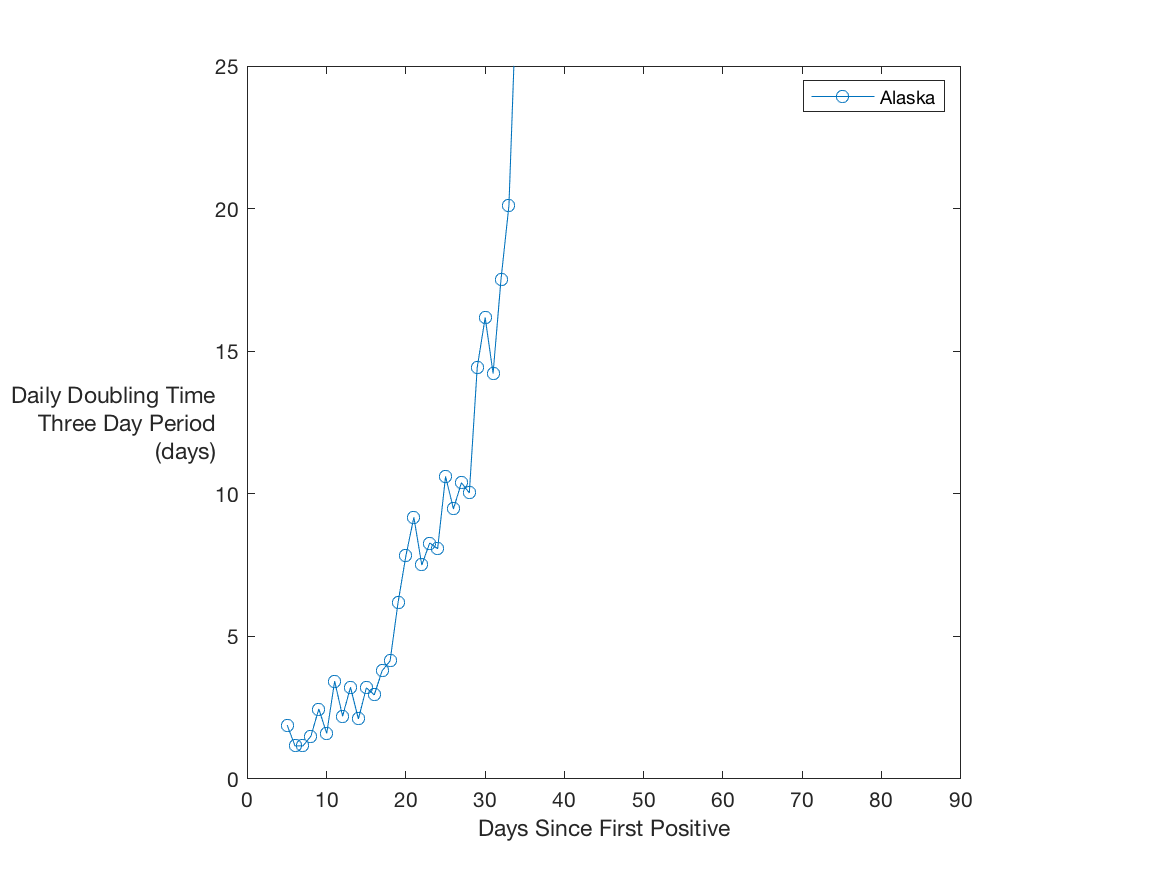 25
Alaska
20
15
Daily Doubling Time
Three Day Period
(days)
10
5
0
0 10 20 30 40 50 60 70 80 90
Days Since First Positive